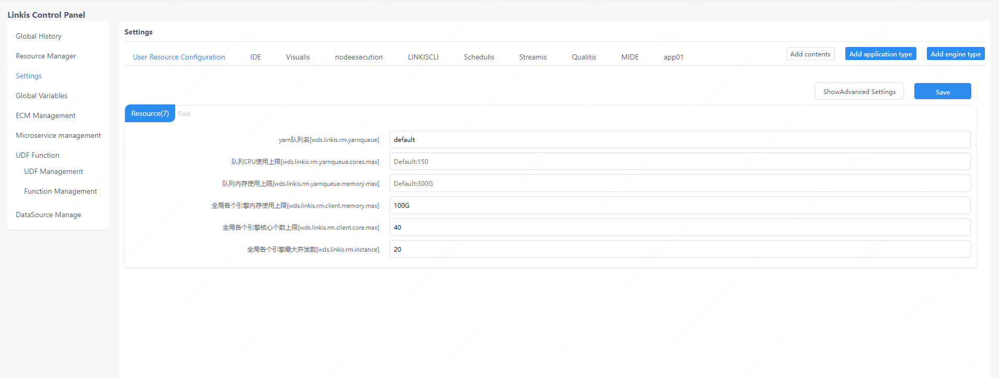 Linkis Control Panel
Global History
Resource Manager
Settings
Global Variables
ECM Management
Microservice management
UDF Function
UDF Management
Function Management
DataSource Manage
Settings
User Resource Configuration IDE Visualis nodeexecution LINKISCLI Schedulis Streamis Qualitis MIDE app01 Add contents Add application type Add engine type
ShowAdvanced Settings Save
Resource(7) Fold
yarn队列名[wds.linkis.rm.yarnqueue] default
队列CPU使用上限[wds.linkis.rm.yarnqueue.cores.max] Default:150
队列内存使用上限[wds.linkis.rm.yarnqueue.memory.max] Default:300G
全局各个引擎内存使用上限[wds.linkis.rm.client.memory.max] 100G
全局各个引擎核心个数上限[wds.linkis.rm.client.core.max] 40
全局各个引擎最大并发数[wds.linkis.rm.instance] 20